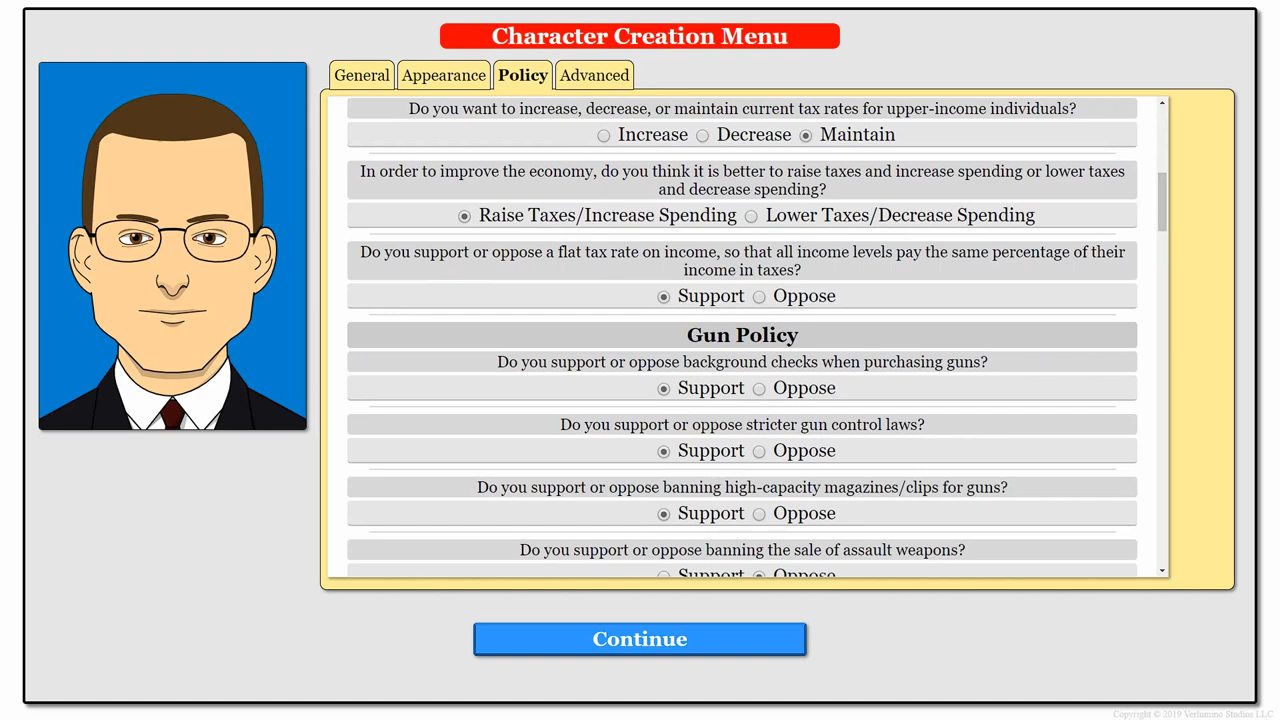 Character Creation Menu
General Appearance Policy Advanced
Do you want to increase, decrease, or maintain current tax rates for upper-income individuals?
Increase Decrease Maintain
In order to improve the economy, do you think it is better to raise taxes and increase spending or lower taxes
and decrease spending?
Raise Taxes/Increase Spending Lower Taxes/Decrease Spending
Do you support or oppose a flat tax rate on income, so that all income levels pay the same percentage of their
income in taxes?
Support Oppose
Gun Policy
Do you support or oppose background checks when purchasing guns?
Support Oppose
Do you support or oppose stricter gun control laws?
Support Oppose
Do you support or oppose banning high-capacity magazines/clips for guns?
Support Oppose
Do you support or oppose banning the sale of assault weapons?
Support Oppose
Continue
Copyright © 2019 Verlumino Studios LLC